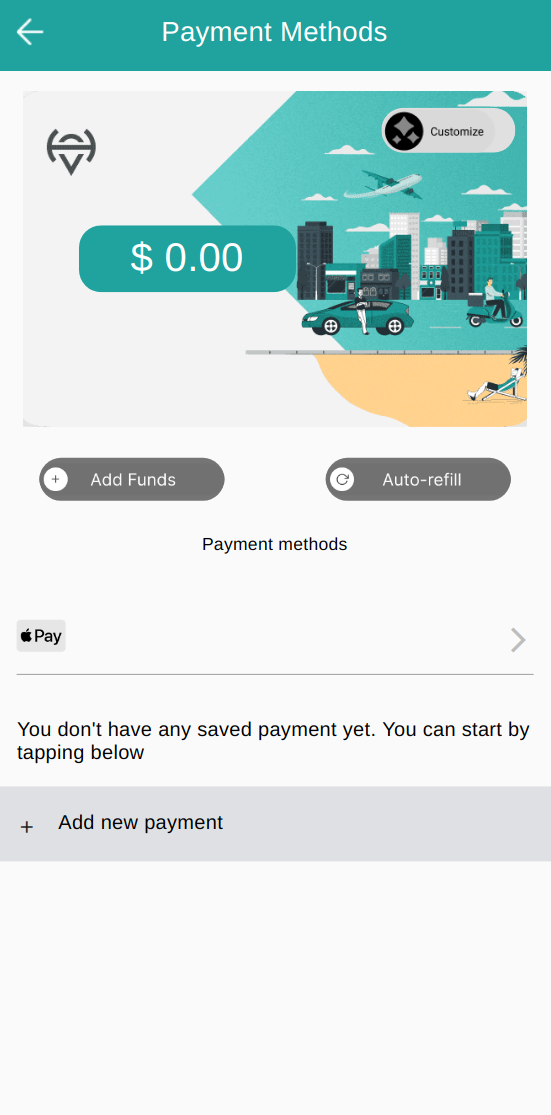 Payment Methods
Customize
$ 0.00
Add Funds
Auto-refill
Payment methods
Pay
You don't have any saved payment yet. You can start by
tapping below
+ Add new payment